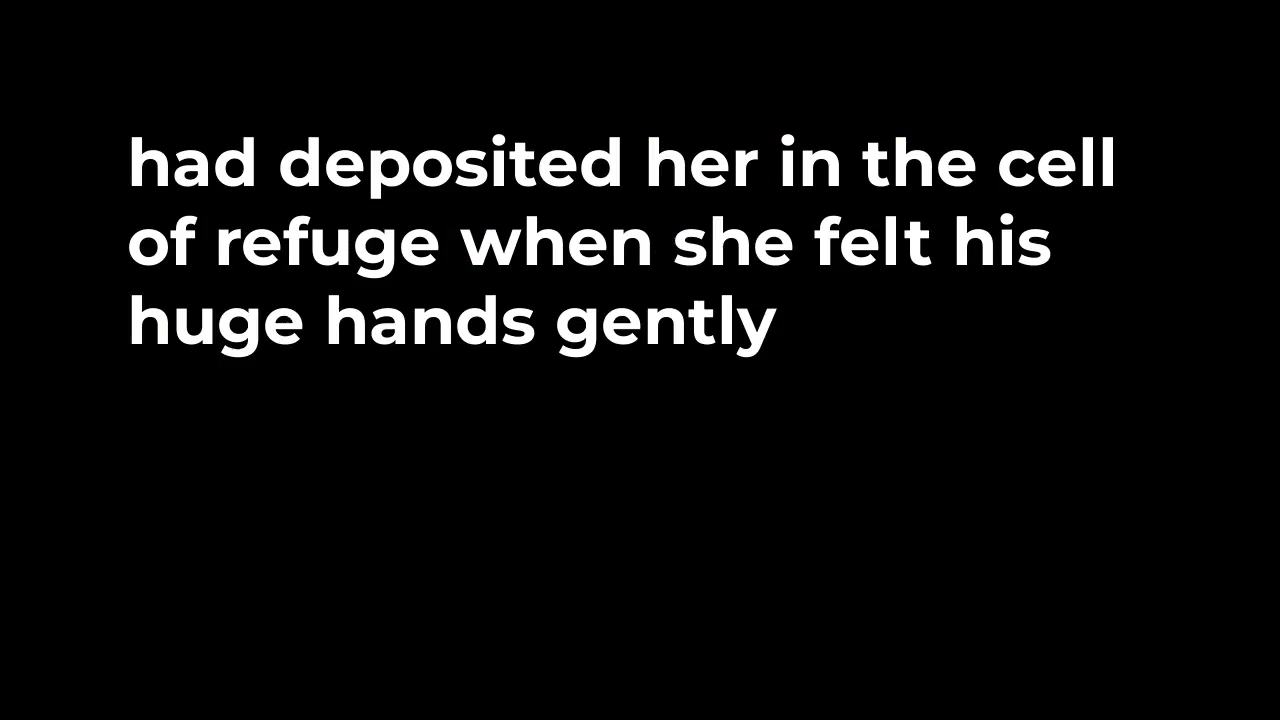 had deposited her in the cell
of refuge when she felt his
huge hands gently